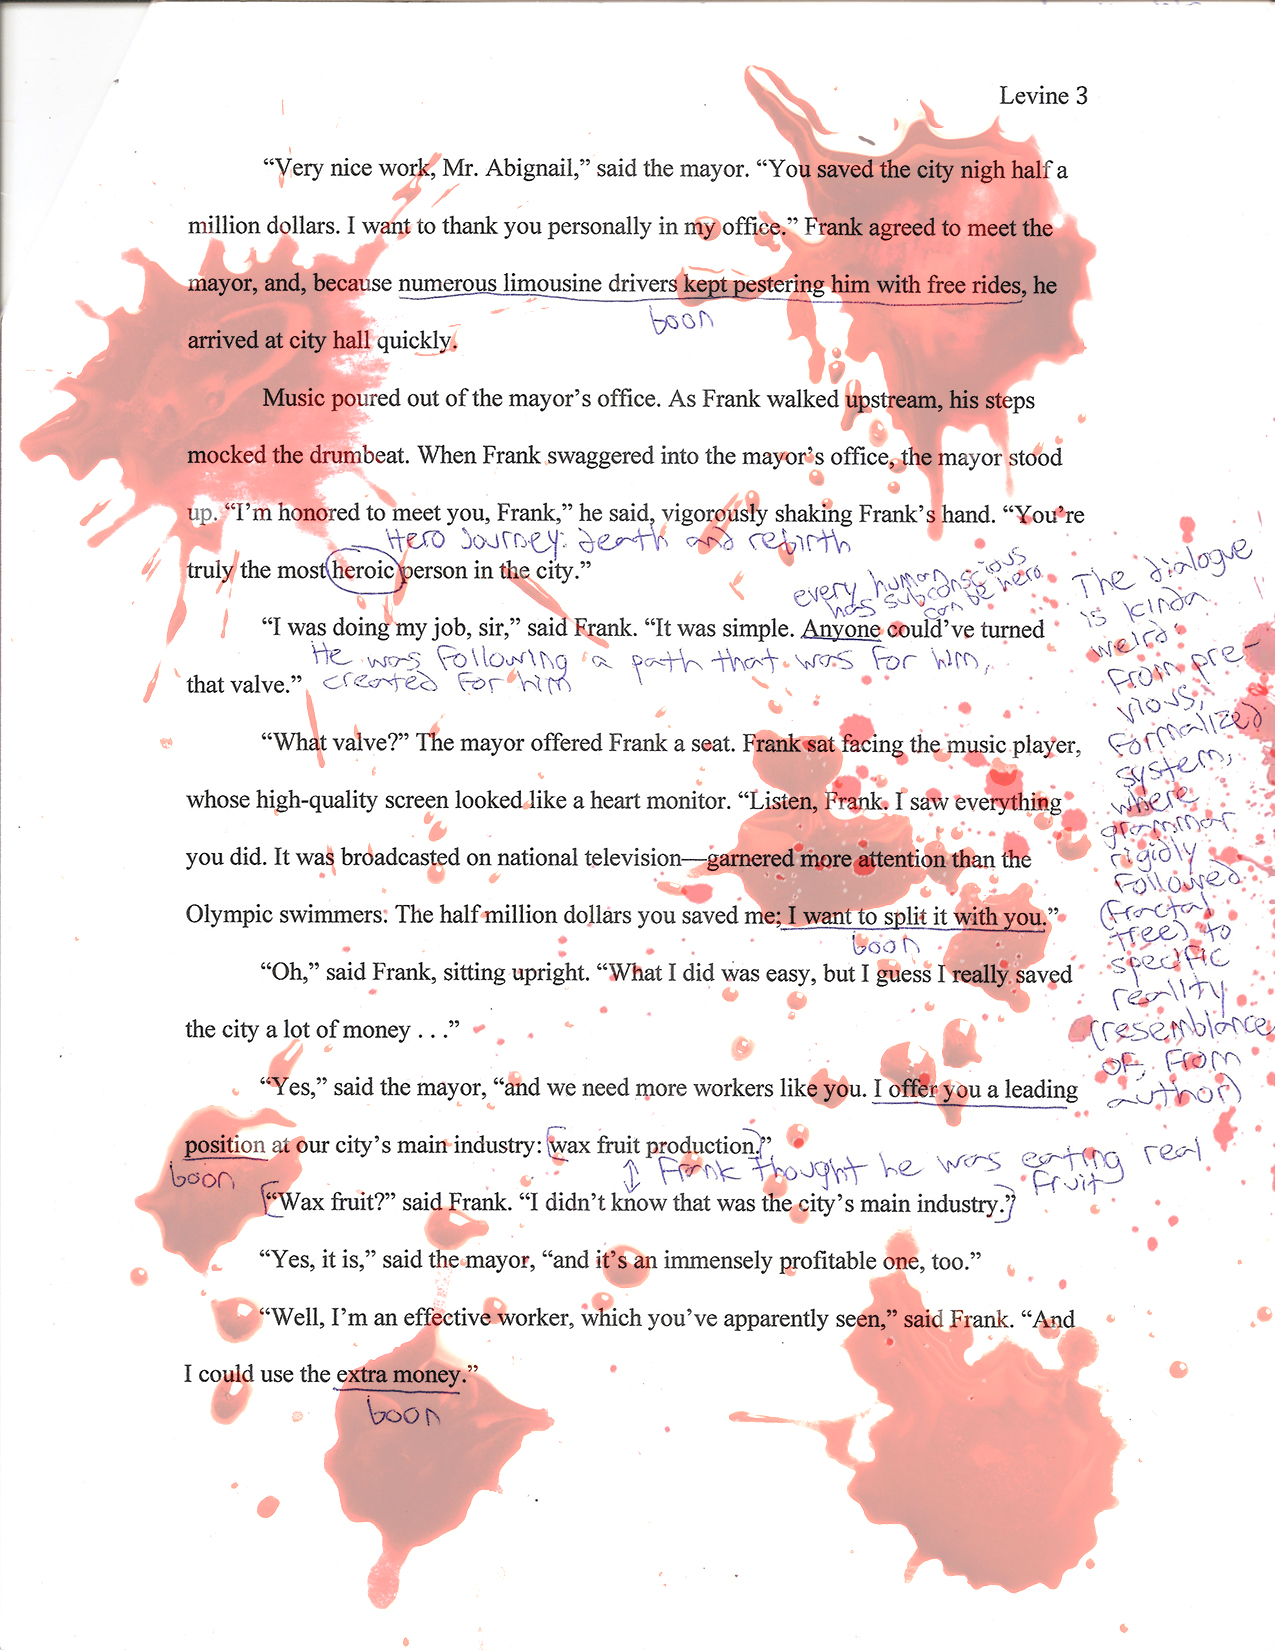 Levine 3
“Very nice work, Mr. Abignail,” said the mayor. “You saved the city nigh half a
million dollars. I want to thank you personally in my office.” Frank agreed to meet the
mayor, and, because numerous limousine drivers kept pestering him with free rides, he
boon
arrived at city hall quickly.
Music poured out of the mayor’s office. As Frank walked upstream, his steps
mocked the drumbeat. When Frank swaggered into the mayor’s office, the mayor stood
up. “I’m honored to meet you, Frank,” he said, vigorously shaking Frank’s hand. “You’re
Hero Journey: death and rebirth
truly the most heroic person in the city.”
every human
has subconscious
can be hero
“I was doing my job, sir,” said Frank. “It was simple. Anyone could’ve turned
He was following a path that was for him,
that valve.” created for him
“What valve?” The mayor offered Frank a seat. Frank sat facing the music player,
whose high-quality screen looked like a heart monitor. “Listen, Frank. I saw everything
you did. It was broadcasted on national television—garnered more attention than the
Olympic swimmers. The half million dollars you saved me; I want to split it with you.”
boon
“Oh,” said Frank, sitting upright. “What I did was easy, but I guess I really saved
the city a lot of money . . .”
“Yes,” said the mayor, “and we need more workers like you. I offer you a leading
position at our city’s main industry: [wax fruit production.]”
boon
↕ Frank thought he was eating real
fruit
[“Wax fruit?” said Frank. “I didn’t know that was the city’s main industry.”]
“Yes, it is,” said the mayor, “and it’s an immensely profitable one, too.”
“Well, I’m an effective worker, which you’ve apparently seen,” said Frank. “And
I could use the extra money.”
boon
The dialogue
is kinda
weird:
From pre-
vious,
formalized
system,
where
grammar
rigidly
followed
(fractal
tree) to
specific
reality
(resemblance
of, from
author)